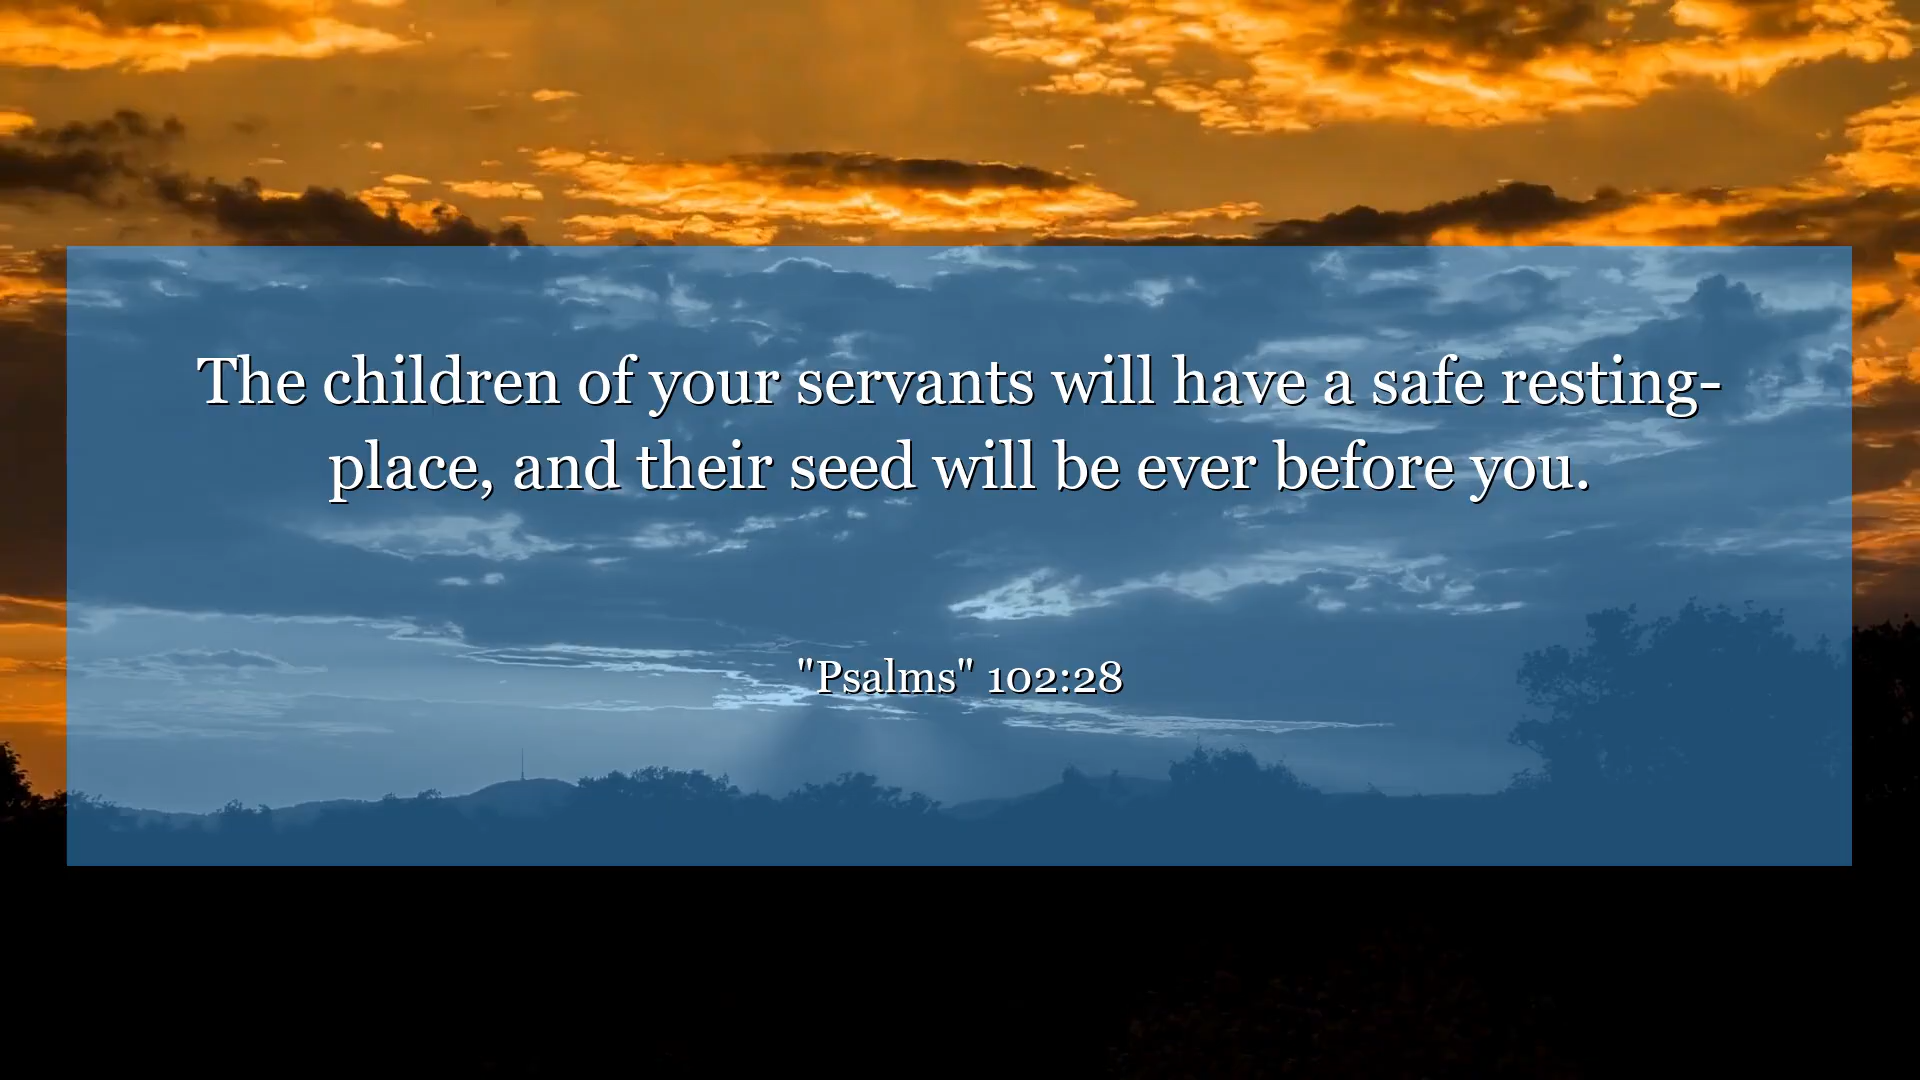 The children of your servants will have a safe resting-
place, and their seed will be ever before you.
"Psalms" 102:28